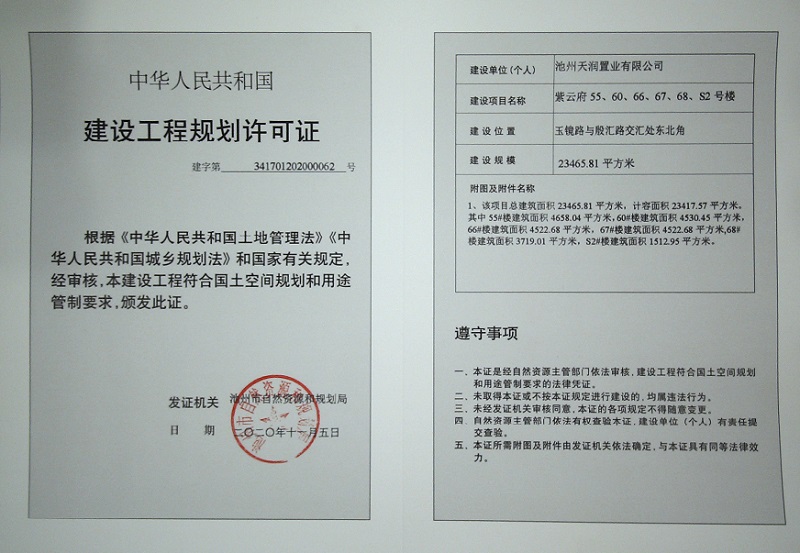 中华人民共和国
建设工程规划许可证
建字第 341701202000062 号
根据《中华人民共和国土地管理法》《中
华人民共和国城乡规划法》和国家有关规定,
经审核,本建设工程符合国土空间规划和用途
管制要求,颁发此证。
发证机关 池州市自然资源和规划局
日 期 二〇二〇年十一月五日
建设单位(个人) 池州天润置业有限公司
建设项目名称 紫云府 55、60、66、67、68、S2 号楼
建设位置 玉镜路与殷汇路交汇处东北角
建设规模 23465.81 平方米
附图及附件名称
1、该项目总建筑面积 23465.81 平方米，计容面积 23417.57 平方米。
其中 55#楼建筑面积 4658.04 平方米,60#楼建筑面积 4530.45 平方米,
66#楼建筑面积 4522.68 平方米，67#楼建筑面积 4522.68 平方米,68#
楼建筑面积 3719.01 平方米，S2#楼建筑面积 1512.95 平方米。
遵守事项
一、本证是经自然资源主管部门依法审核,建设工程符合国土空间规划
和用途管制要求的法律凭证。
二、未取得本证或不按本证规定进行建设的,均属违法行为。
三、未经发证机关审核同意,本证的各项规定不得随意变更。
四、自然资源主管部门依法有权查验本证,建设单位（个人）有责任提
交查验。
五、本证所需附图及附件由发证机关依法确定,与本证具有同等法律效
力。